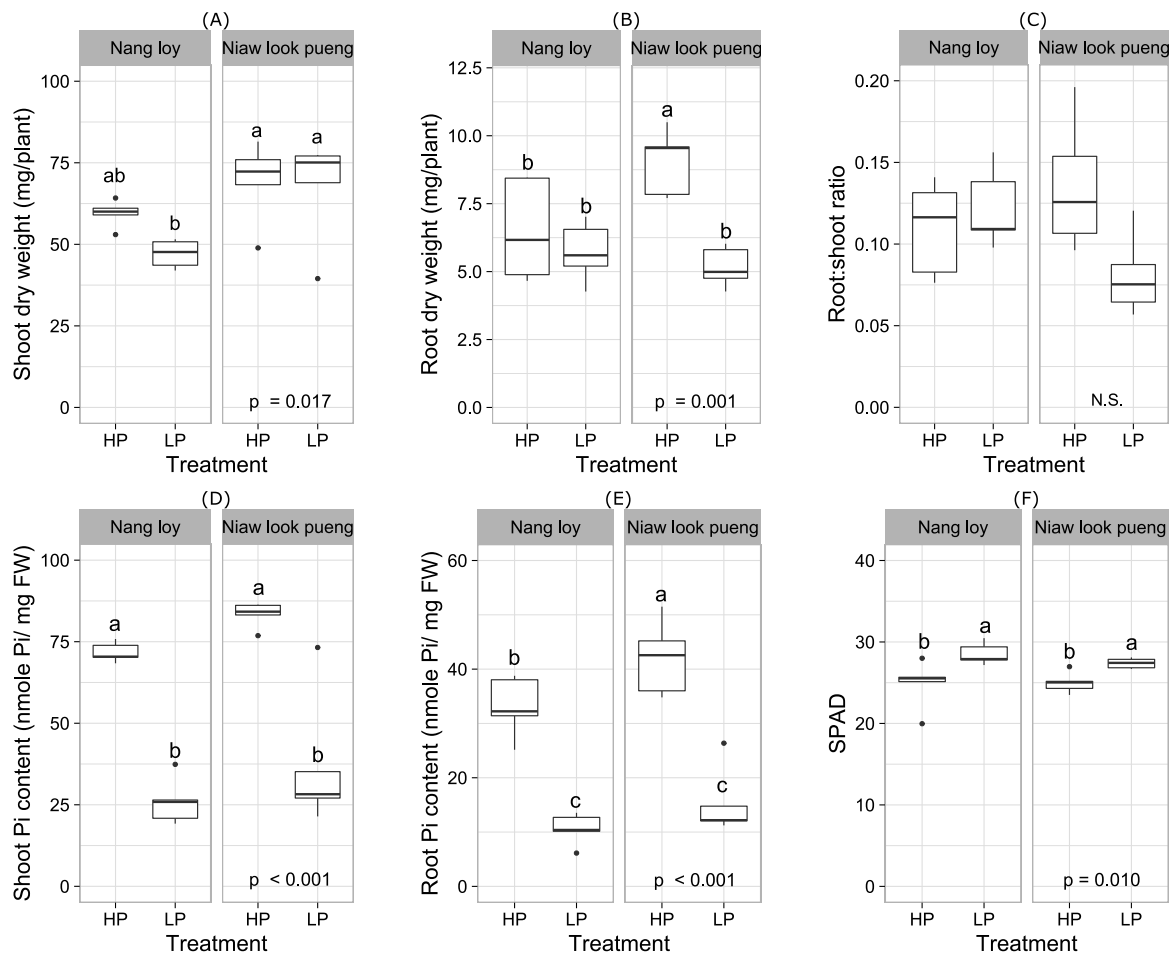 (A)
Nang loy
Niaw look pueng
Shoot dry weight (mg/plant)
100
75
50
25
0
ab
b
a
a
p = 0.017
HP
LP
HP
LP
Treatment
(B)
Nang loy
Niaw look pueng
Root dry weight (mg/plant)
12.5
10.0
7.5
5.0
2.5
0.0
b
b
a
b
p = 0.001
HP
LP
HP
LP
Treatment
(C)
Nang loy
Niaw look pueng
Root:shoot ratio
0.20
0.15
0.10
0.05
0.00
N.S.
HP
LP
HP
LP
Treatment
(D)
Nang loy
Niaw look pueng
Shoot Pi content (nmole Pi/ mg FW)
100
75
50
25
0
a
b
a
b
p < 0.001
HP
LP
HP
LP
Treatment
(E)
Nang loy
Niaw look pueng
Root Pi content (nmole Pi/ mg FW)
60
40
20
0
b
c
a
c
p < 0.001
HP
LP
HP
LP
Treatment
(F)
Nang loy
Niaw look pueng
SPAD
40
30
20
10
0
b
a
b
a
p = 0.010
HP
LP
HP
LP
Treatment